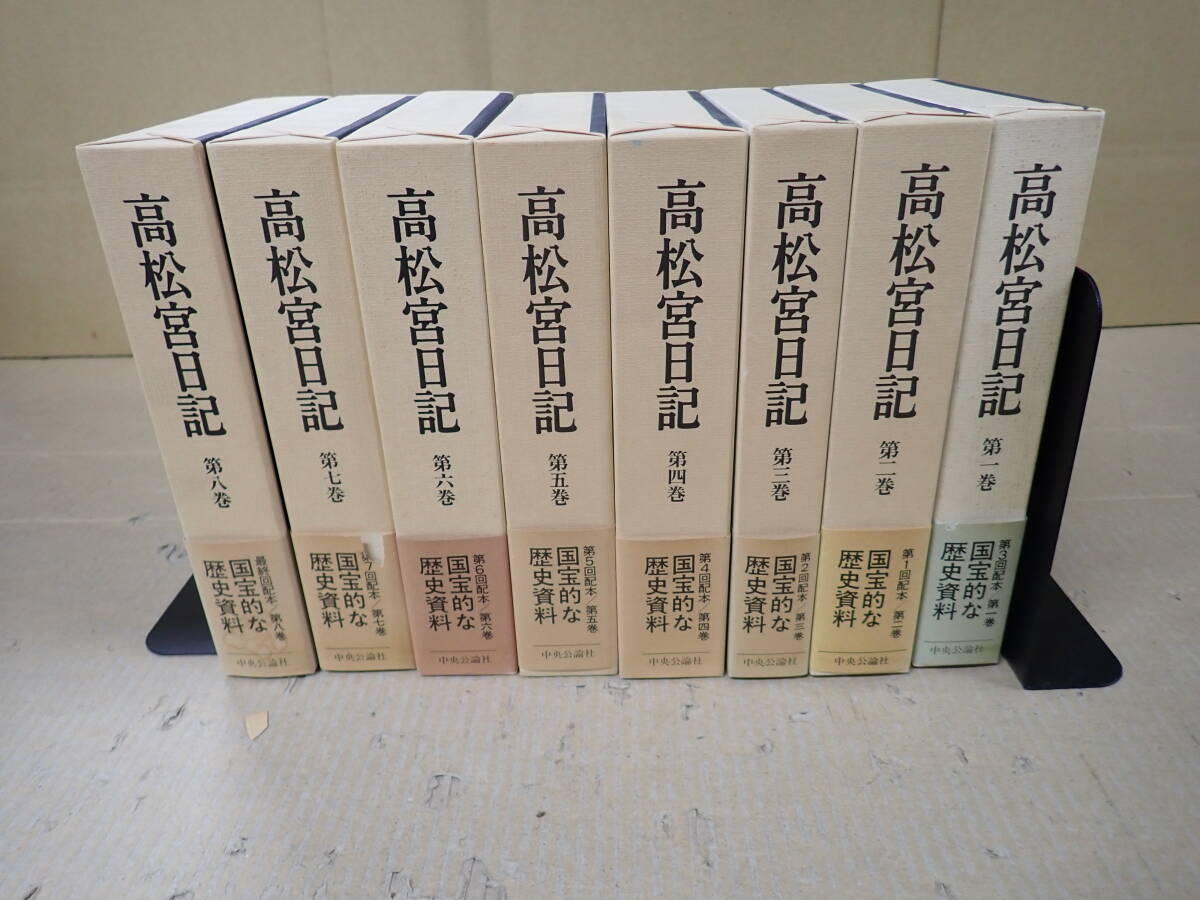 高松宮日記
第八巻
最終回配本/第八巻
国宝的な
歴史資料
高松宮日記
第七巻
第7回配本/第七巻
国宝的な
歴史資料
高松宮日記
第六巻
第6回配本/第六巻
国宝的な
歴史資料
中央公論社
高松宮日記
第五巻
第5回配本/第五巻
国宝的な
歴史資料
中央公論社
高松宮日記
第四巻
第4回配本/第四巻
国宝的な
歴史資料
中央公論社
高松宮日記
第三巻
第2回配本/第三巻
国宝的な
歴史資料
中央公論社
高松宮日記
第二巻
第1回配本/第二巻
国宝的な
歴史資料
中央公論社
高松宮日記
第一巻
第3回配本/第一巻
国宝的な
歴史資料
中央公論社
中央公論社
中央公論社